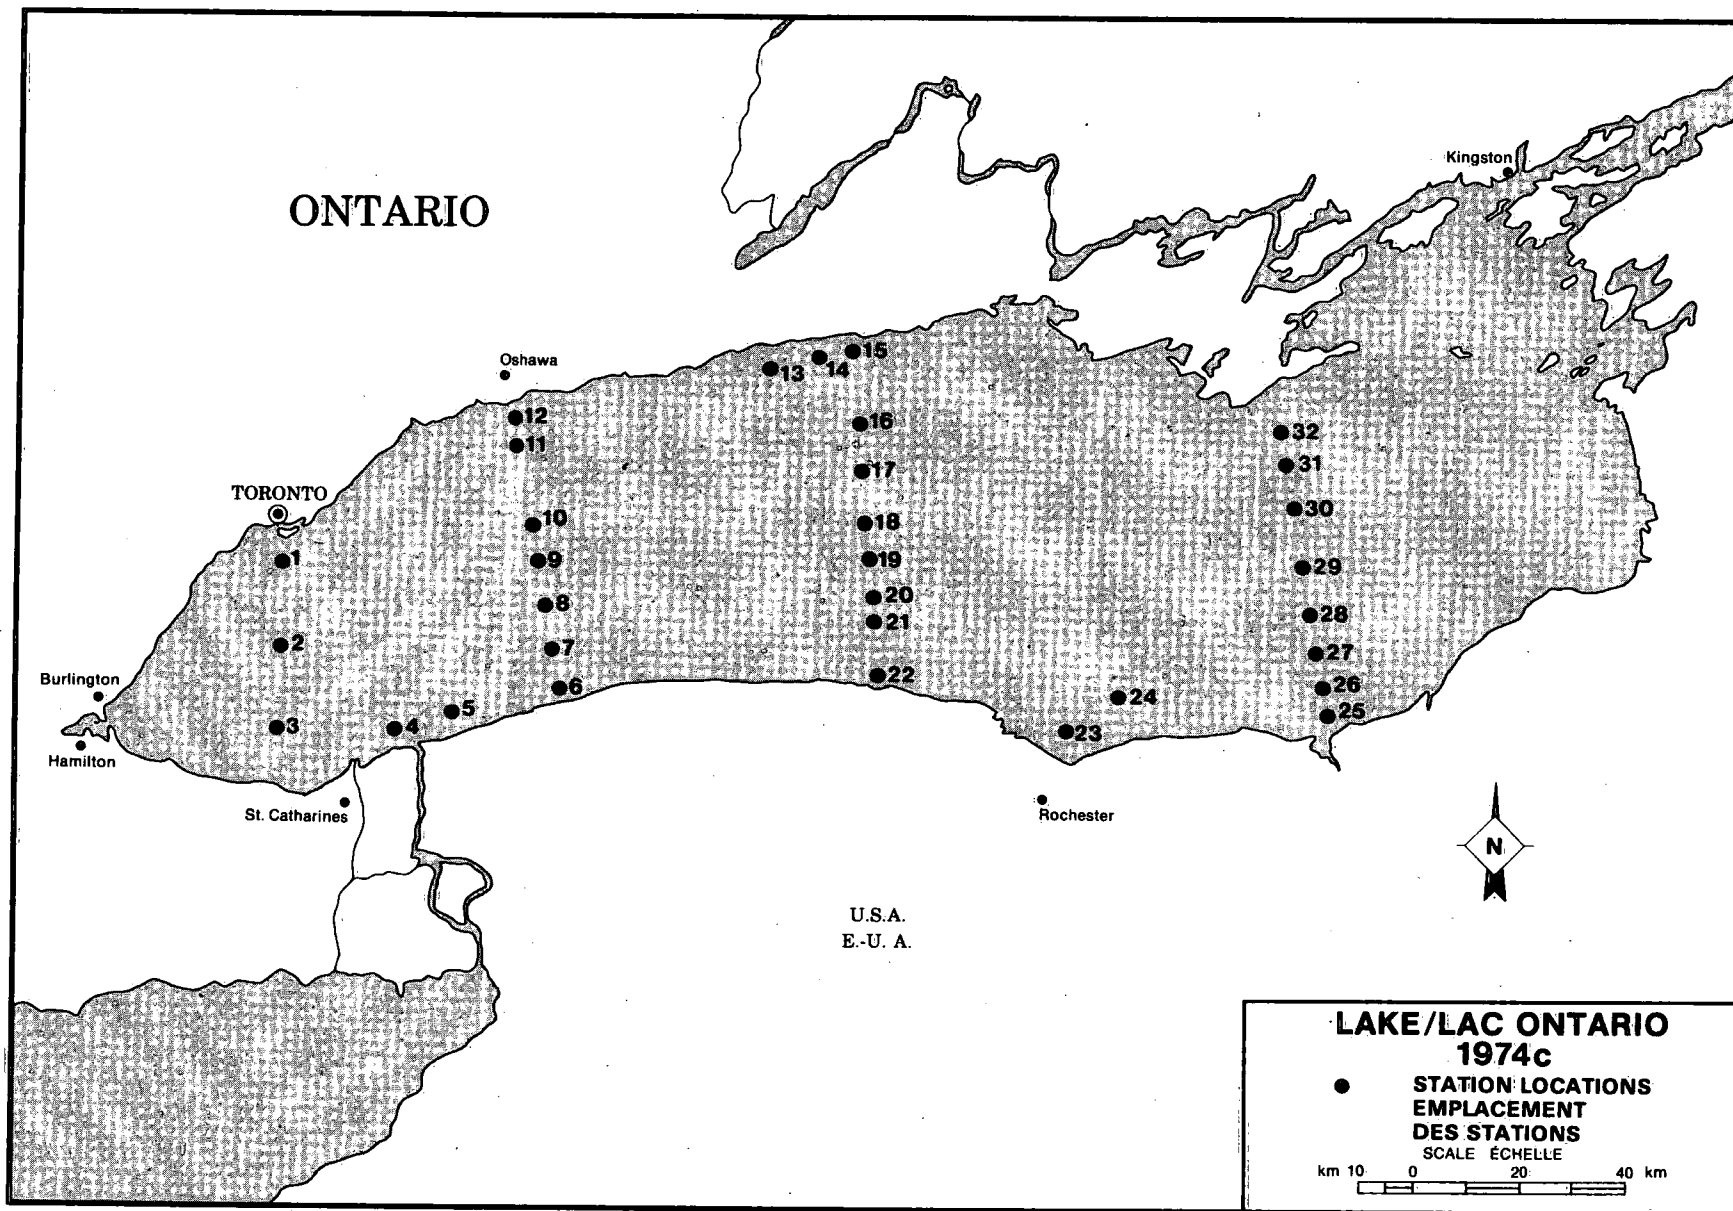 Kingston
ONTARIO
Oshawa
15
14
13
12
16
32
11
31
17
TORONTO
30
10
18
1
9
19
29
8
20
28
21
2
7
27
22
Burlington
6
26
24
5
25
3
4
23
Hamilton
St. Catharines
Rochester
N
U.S.A.
E.-U. A.
LAKE/LAC ONTARIO
1974c
STATION LOCATIONS
EMPLACEMENT
DES STATIONS
SCALE ÉCHELLE
km 10 0 20 40 km